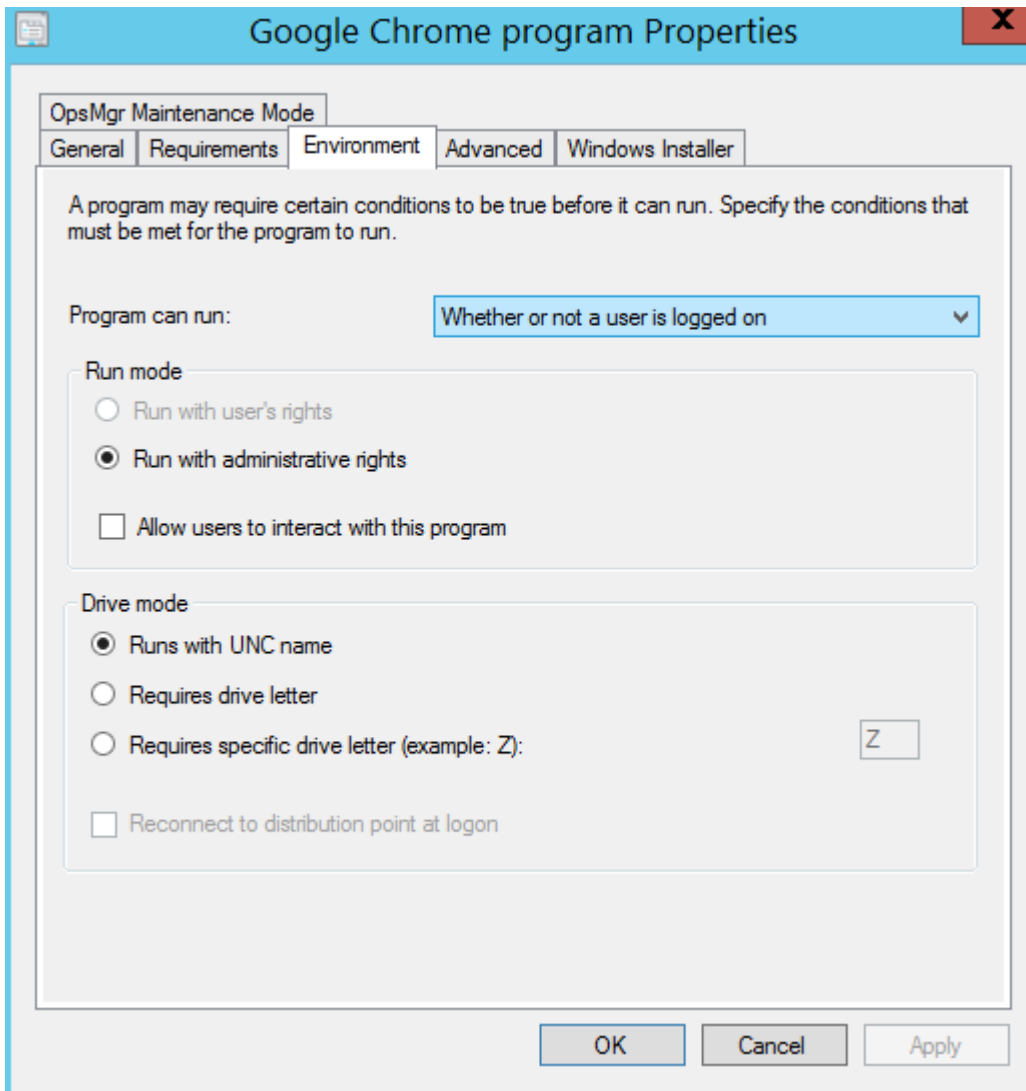 Google Chrome program Properties
x
OpsMgr Maintenance Mode
General Requirements Environment Advanced Windows Installer
A program may require certain conditions to be true before it can run. Specify the conditions that
must be met for the program to run.
Program can run: Whether or not a user is logged on
Run mode
Run with user's rights
Run with administrative rights
Allow users to interact with this program
Drive mode
Runs with UNC name
Requires drive letter
Requires specific drive letter (example: Z): Z
Reconnect to distribution point at logon
OK Cancel Apply